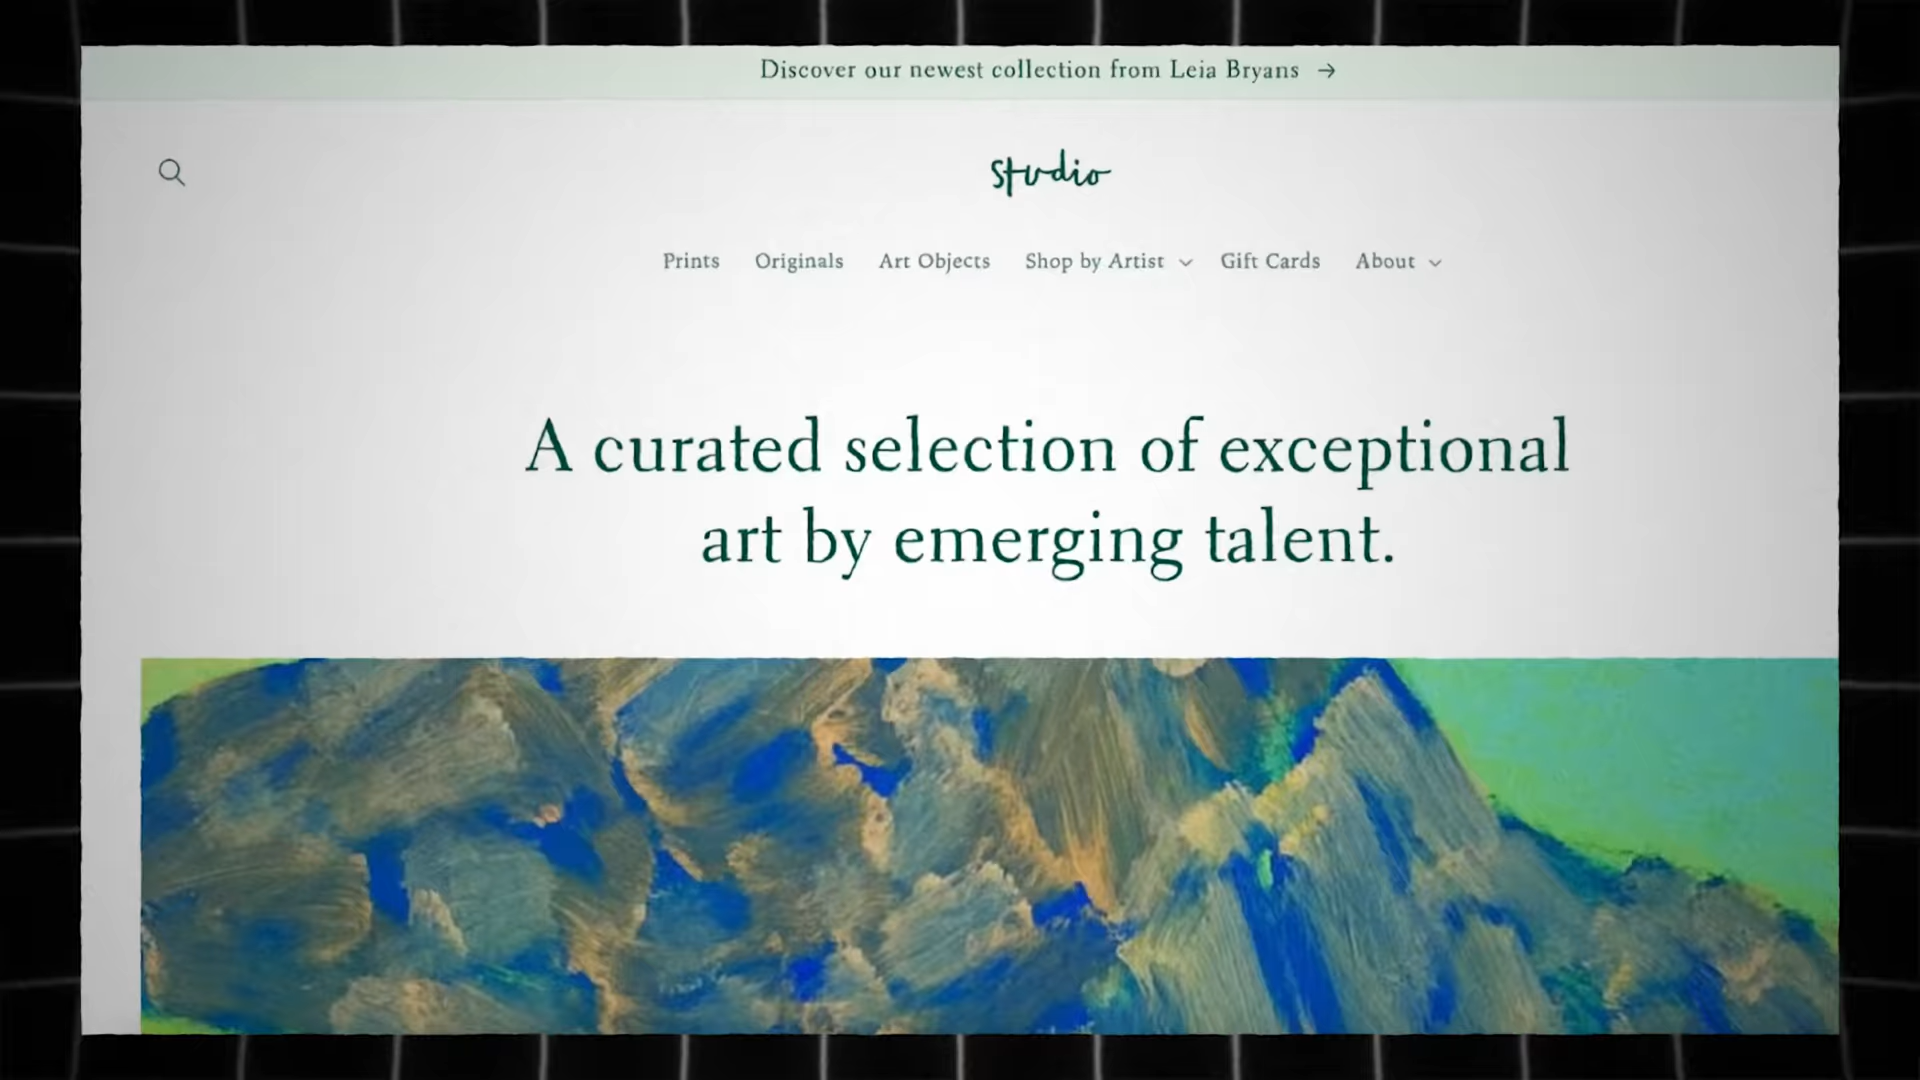 Discover our newest collection from Leia Bryans →
studio
Prints Originals Art Objects Shop by Artist Gift Cards About
A curated selection of exceptional
art by emerging talent.